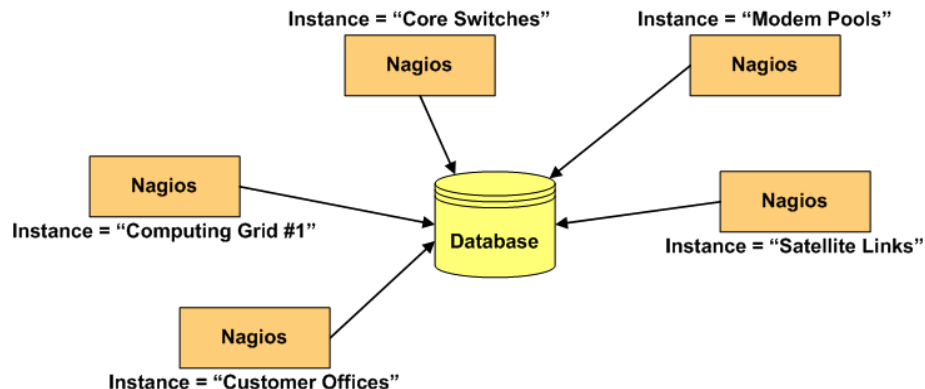 Instance = “Core Switches”
Nagios
Instance = “Modem Pools”
Nagios
Nagios
Instance = “Computing Grid #1”
Database
Nagios
Instance = “Satellite Links”
Nagios
Instance = “Customer Offices”